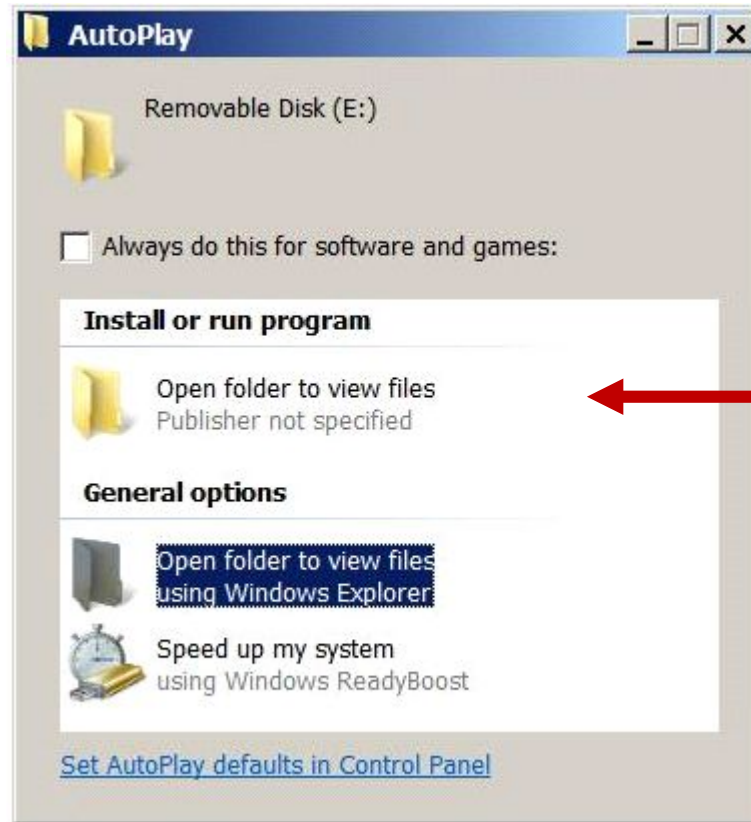 AutoPlay
Removable Disk (E:)
Always do this for software and games:
Install or run program
Open folder to view files
Publisher not specified
General options
Open folder to view files
using Windows Explorer
Speed up my system
using Windows ReadyBoost
Set AutoPlay defaults in Control Panel